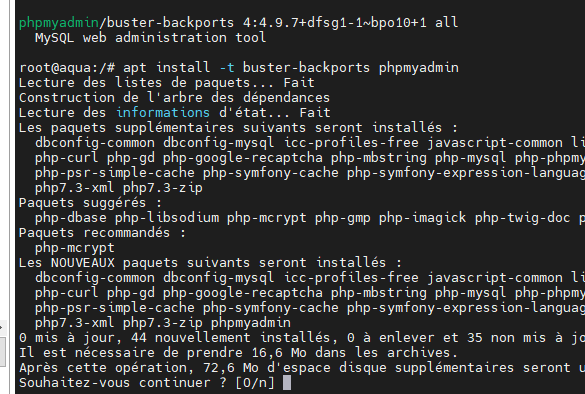 phpmyadmin/buster-backports 4:4.9.7+dfsg1-1~bpo10+1 all
MySQL web administration tool
root@aqua:/# apt install -t buster-backports phpmyadmin
Lecture des listes de paquets... Fait
Construction de l'arbre des dépendances
Lecture des informations d'état... Fait
Les paquets supplémentaires suivants seront installés :
dbconfig-common dbconfig-mysql icc-profiles-free javascript-common li
php-curl php-gd php-google-recaptcha php-mbstring php-mysql php-phpmy
php-psr-simple-cache php-symfony-cache php-symfony-expression-languag
php7.3-xml php7.3-zip
Paquets suggérés :
php-dbase php-libsodium php-mcrypt php-gmp php-imagick php-twig-doc p
Paquets recommandés :
php-mcrypt
Les NOUVEAUX paquets suivants seront installés :
dbconfig-common dbconfig-mysql icc-profiles-free javascript-common li
php-curl php-gd php-google-recaptcha php-mbstring php-mysql php-phpmy
php-psr-simple-cache php-symfony-cache php-symfony-expression-languag
php7.3-xml php7.3-zip phpmyadmin
0 mis à jour, 44 nouvellement installés, 0 à enlever et 35 non mis à jo
Il est nécessaire de prendre 16,6 Mo dans les archives.
Après cette opération, 72,6 Mo d'espace disque supplémentaires seront u
Souhaitez-vous continuer ? [O/n]